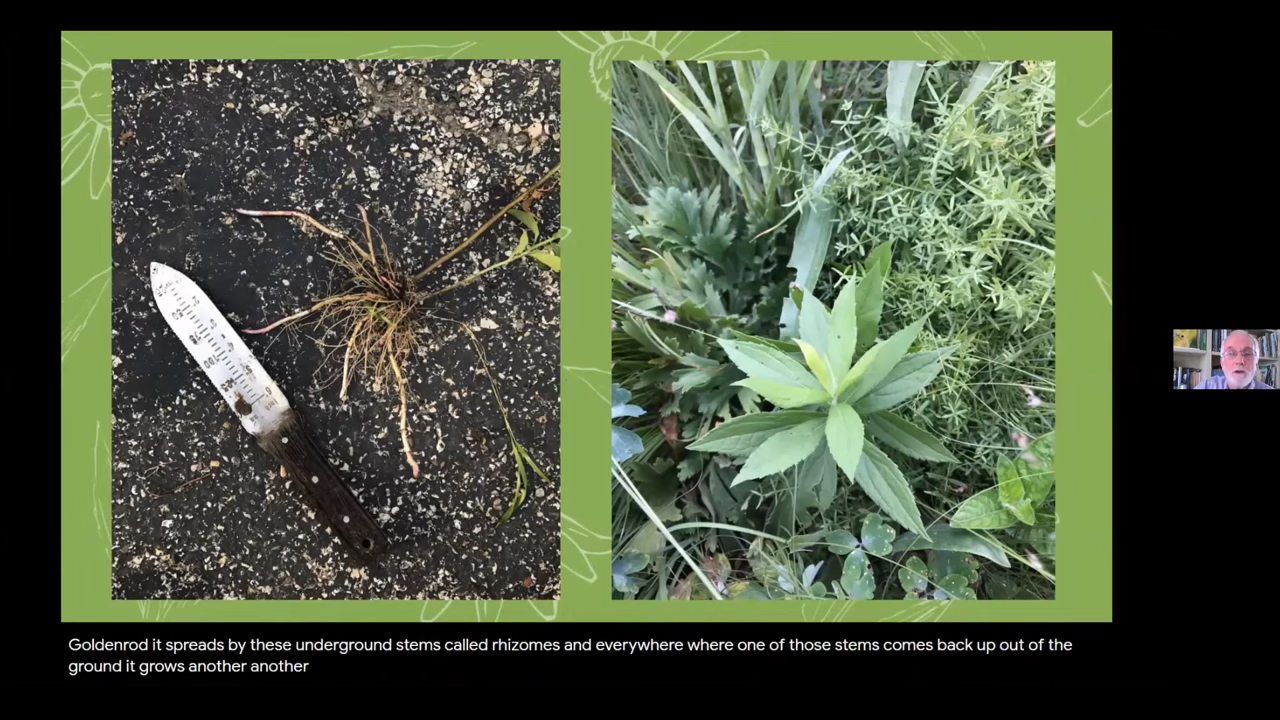 Goldenrod it spreads by these underground stems called rhizomes and everywhere where one of those stems comes back up out of the
ground it grows another another